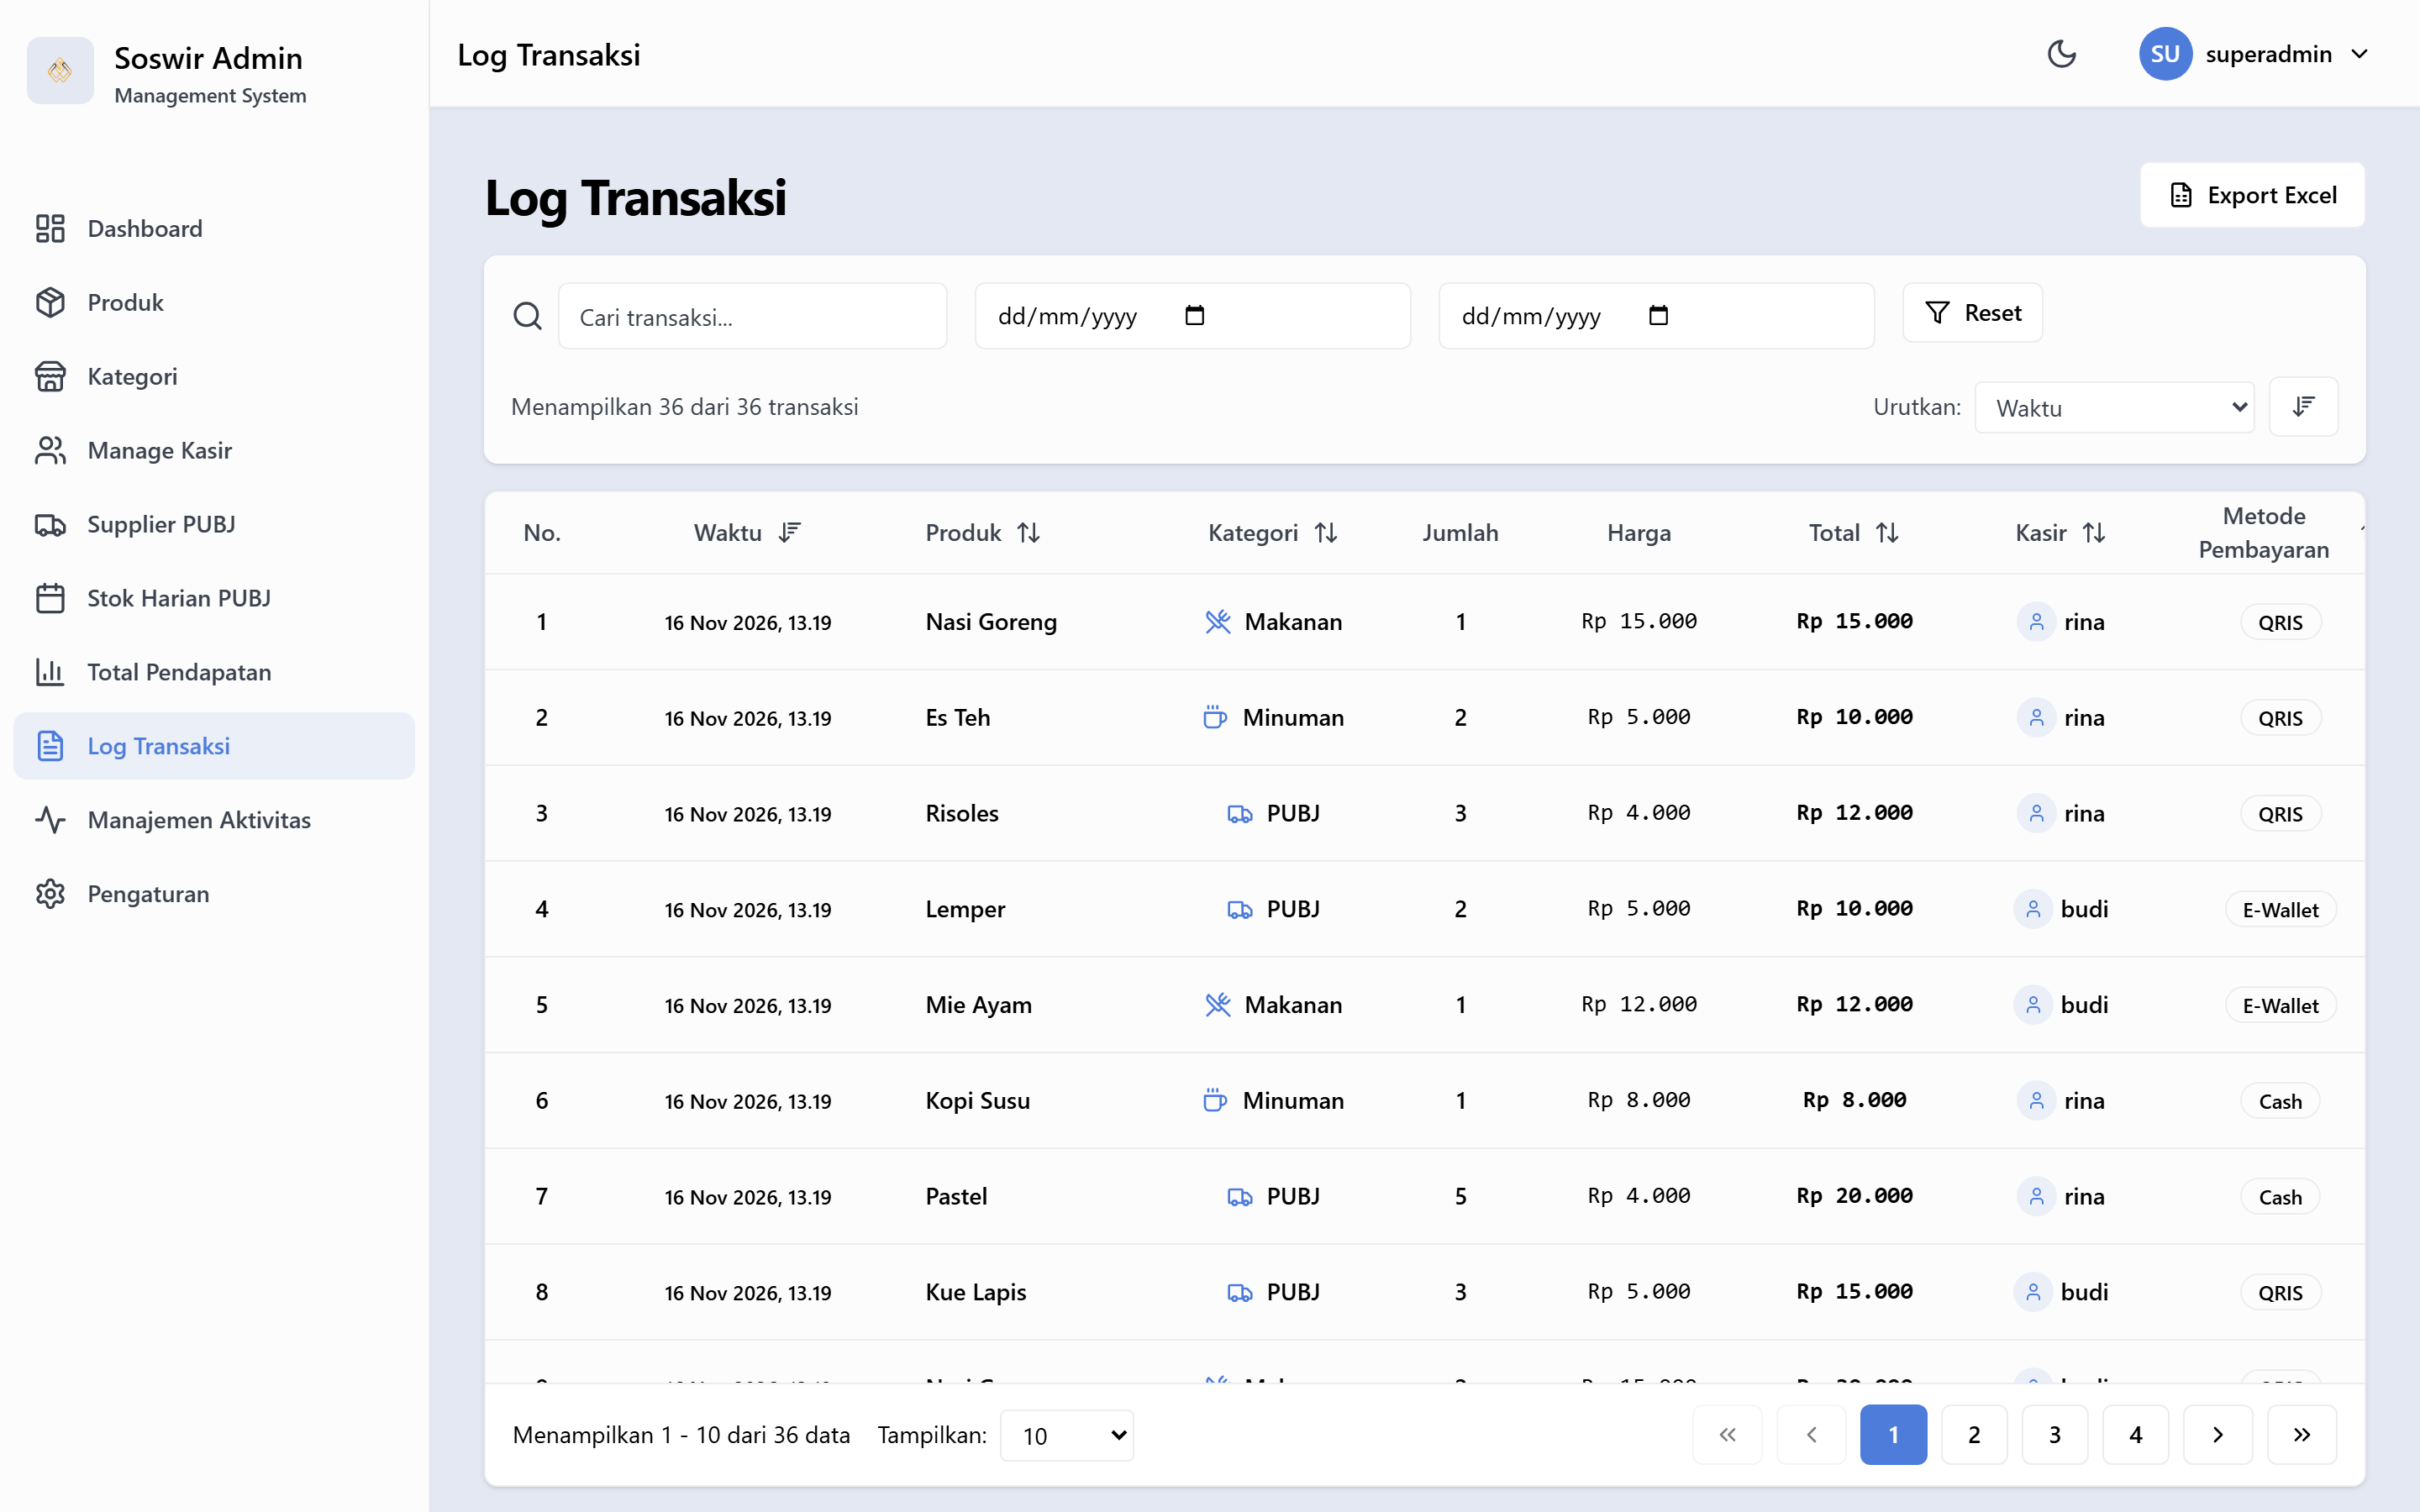 Soswir Admin
Management System
Dashboard
Produk
Kategori
Manage Kasir
Supplier PUBJ
Stok Harian PUBJ
Total Pendapatan
Log Transaksi
Manajemen Aktivitas
Pengaturan
Log Transaksi
SU superadmin
Log Transaksi
Export Excel
Cari transaksi... dd/mm/yyyy dd/mm/yyyy Reset
Menampilkan 36 dari 36 transaksi Urutkan: Waktu
No. Waktu Produk Kategori Jumlah Harga Total Kasir Metode Pembayaran
1 16 Nov 2026, 13.19 Nasi Goreng Makanan 1 Rp 15.000 Rp 15.000 rina QRIS
2 16 Nov 2026, 13.19 Es Teh Minuman 2 Rp 5.000 Rp 10.000 rina QRIS
3 16 Nov 2026, 13.19 Risoles PUBJ 3 Rp 4.000 Rp 12.000 rina QRIS
4 16 Nov 2026, 13.19 Lemper PUBJ 2 Rp 5.000 Rp 10.000 budi E-Wallet
5 16 Nov 2026, 13.19 Mie Ayam Makanan 1 Rp 12.000 Rp 12.000 budi E-Wallet
6 16 Nov 2026, 13.19 Kopi Susu Minuman 1 Rp 8.000 Rp 8.000 rina Cash
7 16 Nov 2026, 13.19 Pastel PUBJ 5 Rp 4.000 Rp 20.000 rina Cash
8 16 Nov 2026, 13.19 Kue Lapis PUBJ 3 Rp 5.000 Rp 15.000 budi QRIS
Menampilkan 1 - 10 dari 36 data Tampilkan: 10 1 2 3 4